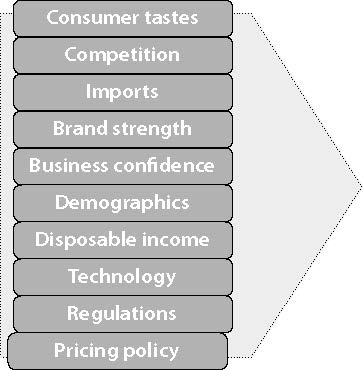 Consumer tastes
Competition
Imports
Brand strength
Business confidence
Demographics
Disposable income
Technology
Regulations
Pricing policy